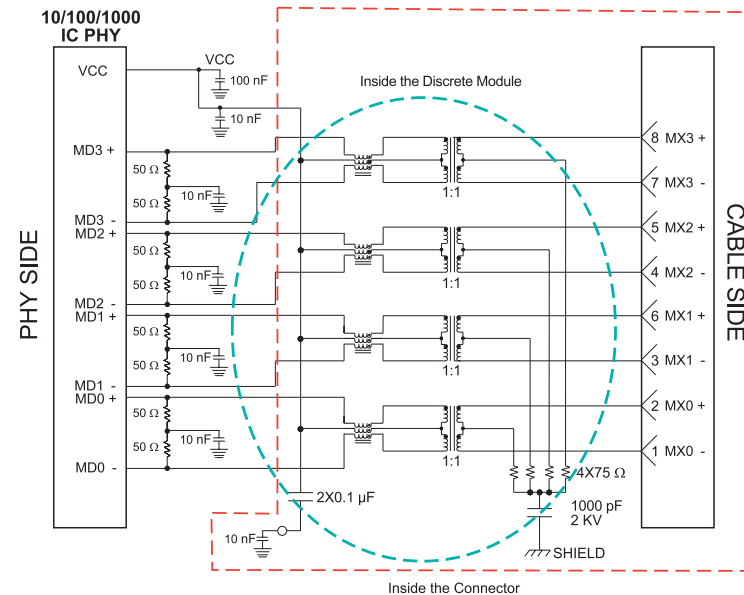 10/100/1000
IC PHY
VCC
VCC
100 nF
10 nF
Inside the Discrete Module
MD3 +
50 Ω
10 nF
50 Ω
MD3 -
MD2 +
50 Ω
10 nF
50 Ω
MD2 -
MD1 +
50 Ω
10 nF
50 Ω
MD1 -
MD0 +
50 Ω
10 nF
50 Ω
MD0 -
PHY SIDE
1:1
1:1
1:1
1:1
8 MX3 +
7 MX3 -
5 MX2 +
4 MX2 -
6 MX1 +
3 MX1 -
2 MX0 +
1 MX0 -
CABLE SIDE
4X75 Ω
2X0.1 µF
1000 pF
2 KV
10 nF
SHIELD
Inside the Connector